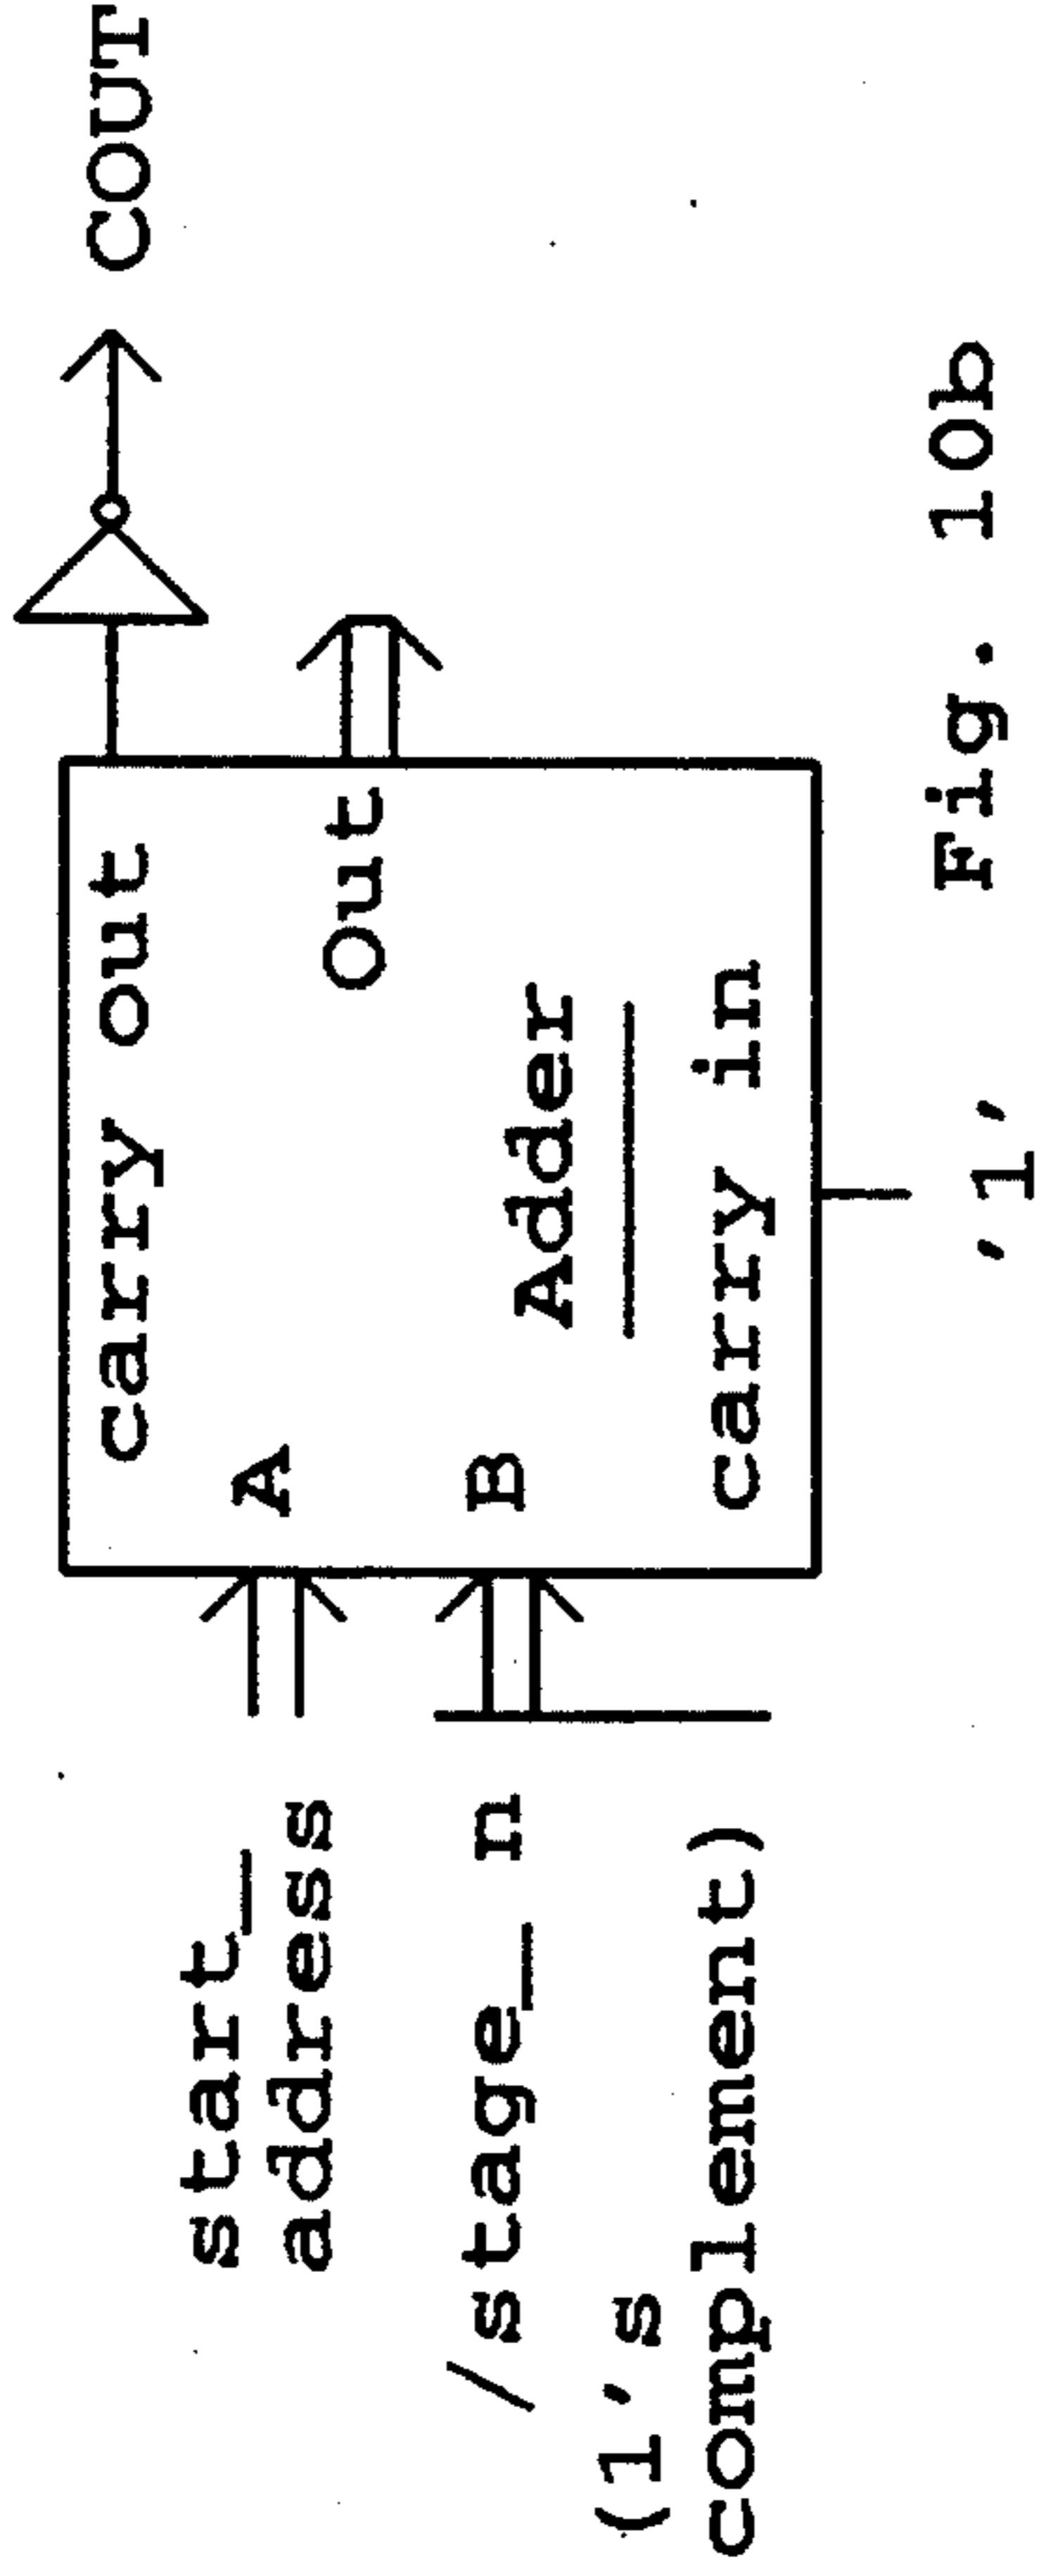 start_
address
/stage_ n
(1's
complement)
carry out
A
Out
B
Adder
carry in
COUT
'1'
Fig. 10b